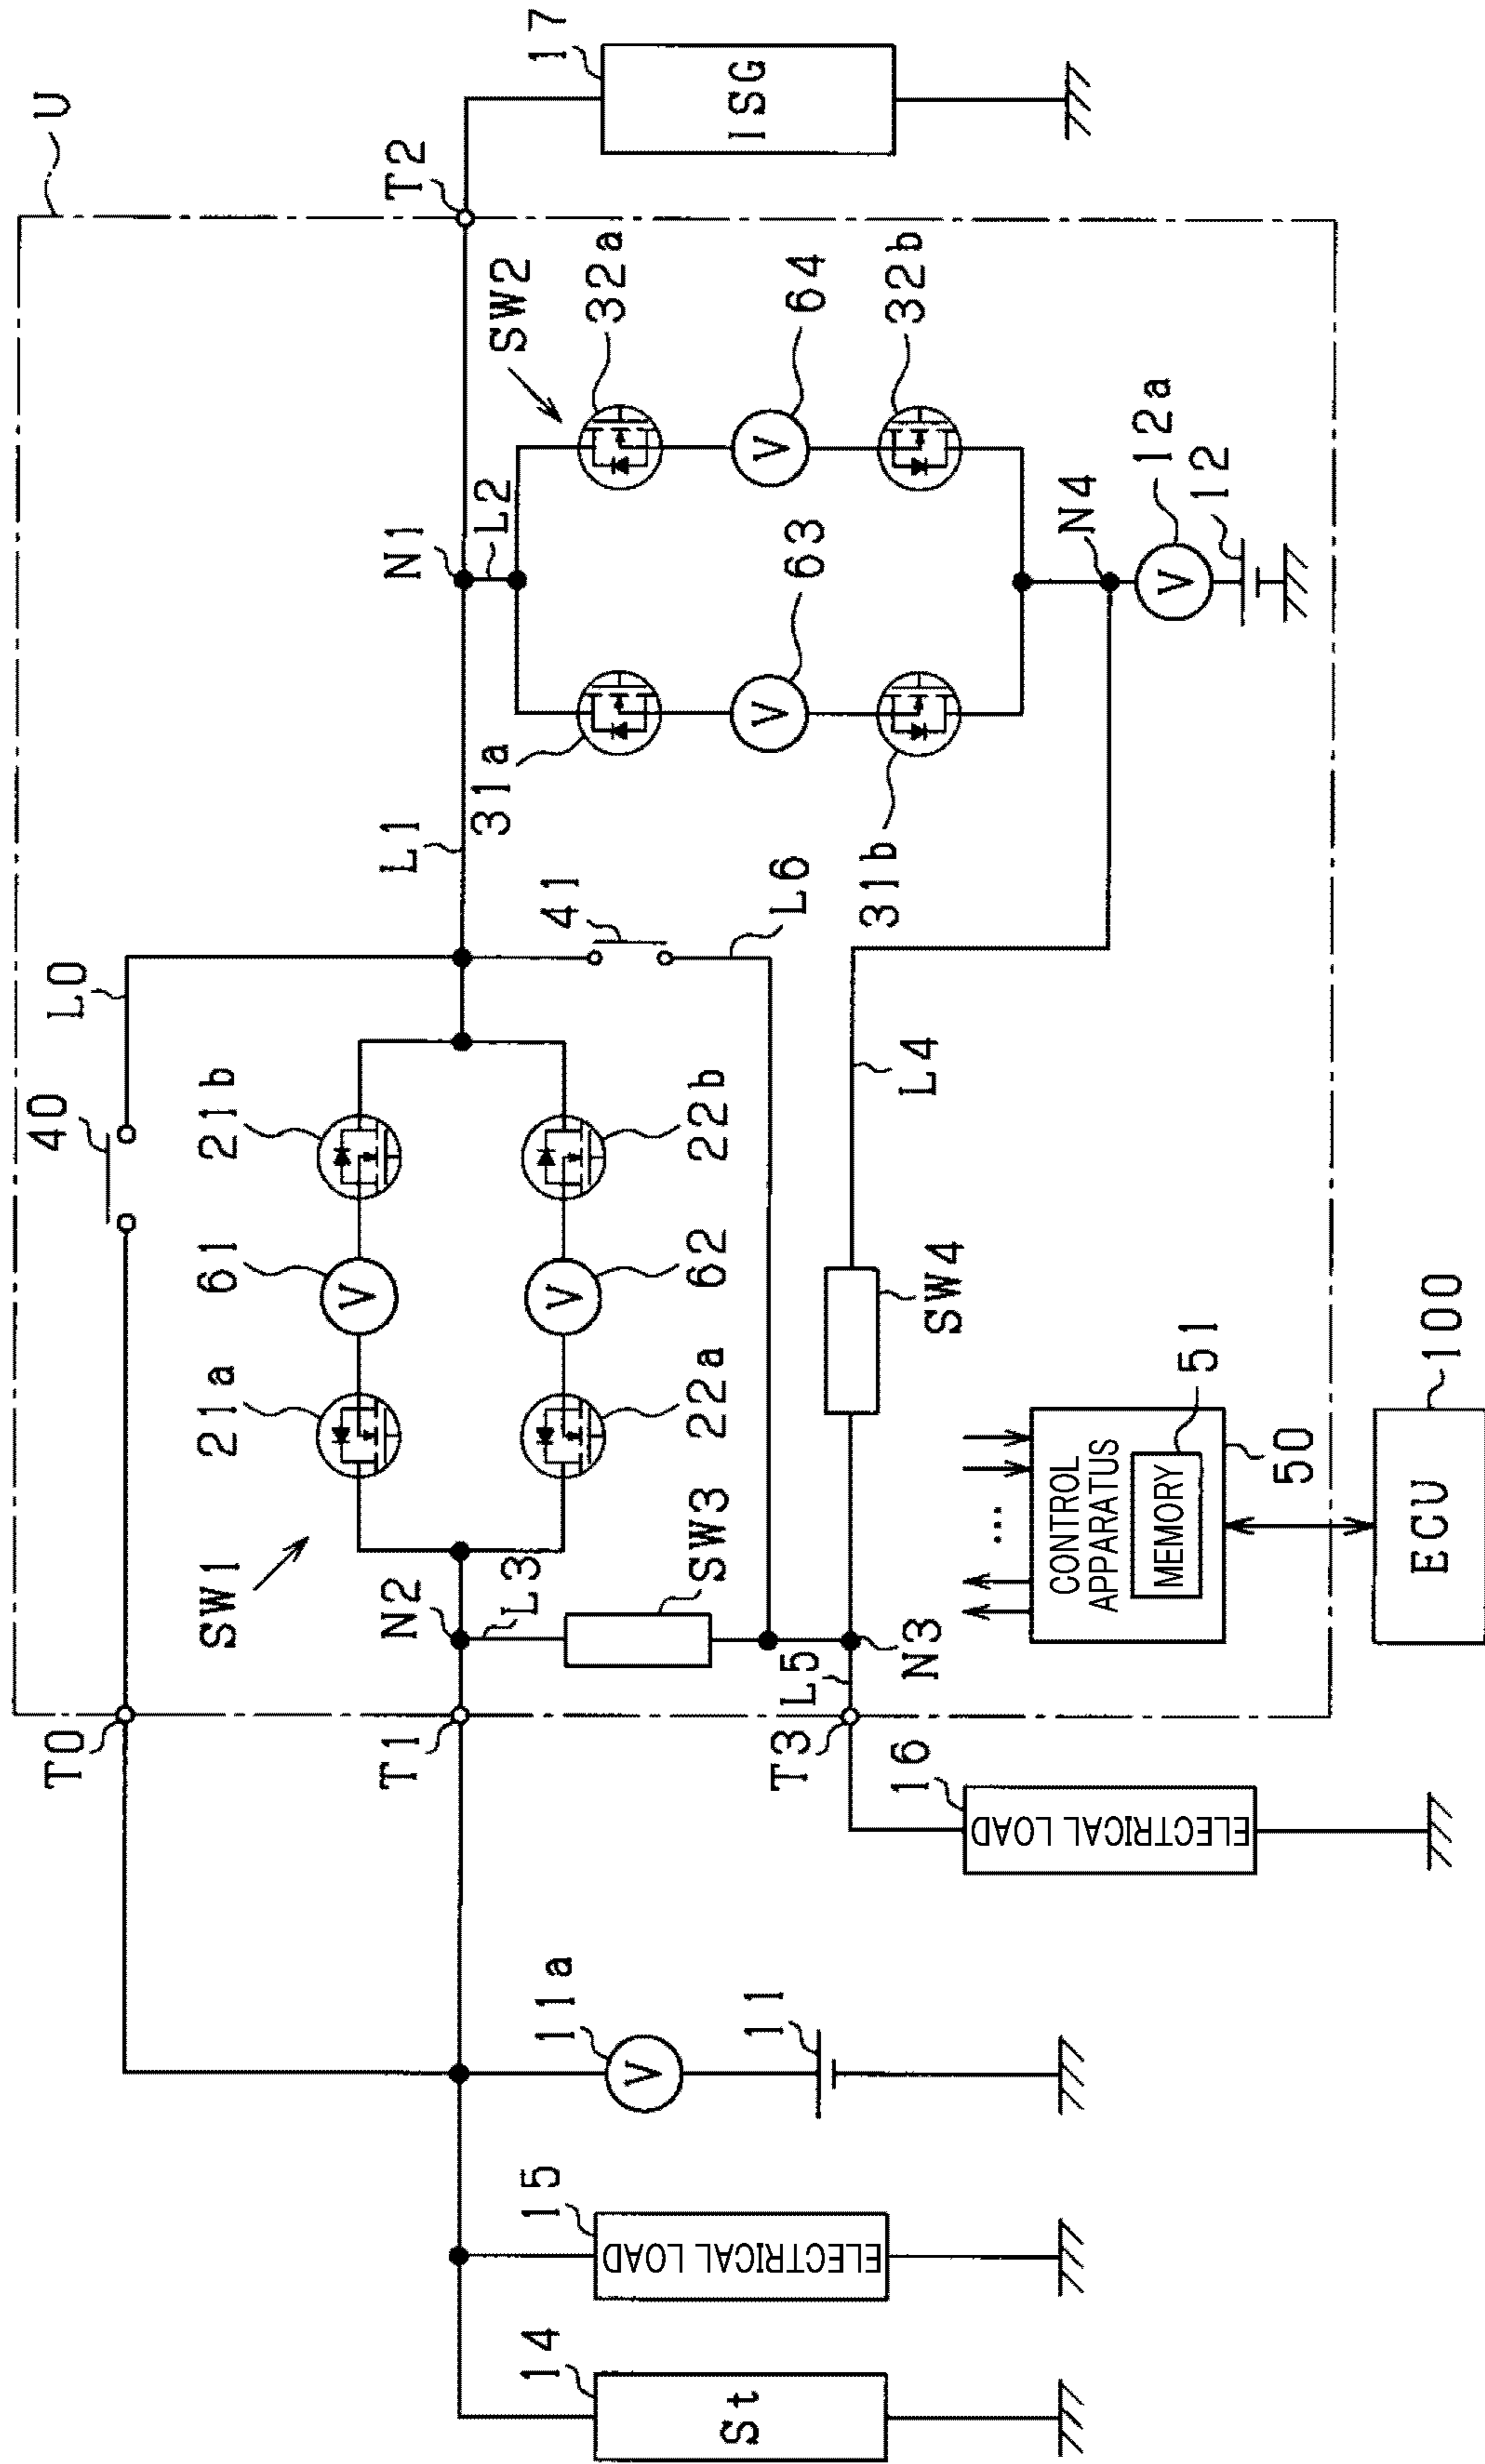 U
T0
40
L0
T1
SW1
N2
L3
21a
61
21b
22a
62
22b
SW3
L1
41
L6
N1
L2
T2
SW2
31a
32a
V
V
V
V
63
64
31b
32b
T3
L5
N3
SW4
L4
N4
12a
V
12
17
ISG
14
St
15
ELECTRICAL LOAD
11a
V
11
16
ELECTRICAL LOAD
...
CONTROL
APPARATUS
MEMORY
51
50
100
ECU